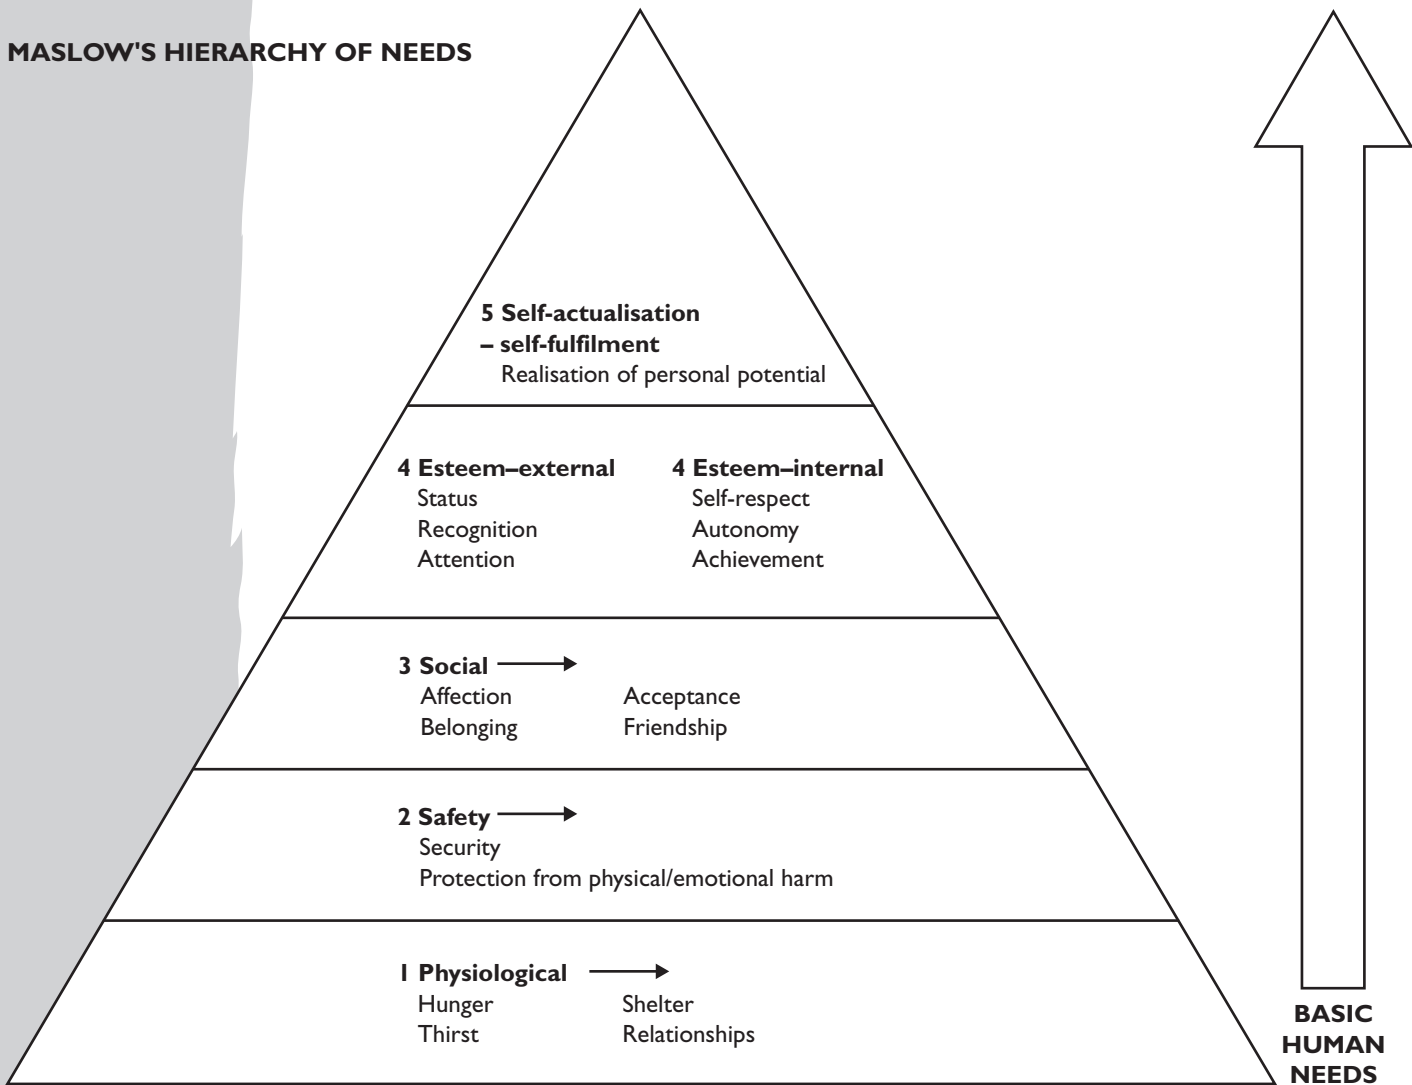 MASLOW'S HIERARCHY OF NEEDS
5 Self-actualisation
– self-fulfilment
Realisation of personal potential
4 Esteem–external
Status
Recognition
Attention
4 Esteem–internal
Self-respect
Autonomy
Achievement
3 Social
Affection
Belonging
Acceptance
Friendship
2 Safety
Security
Protection from physical/emotional harm
1 Physiological
Hunger
Thirst
Shelter
Relationships
BASIC
HUMAN
NEEDS